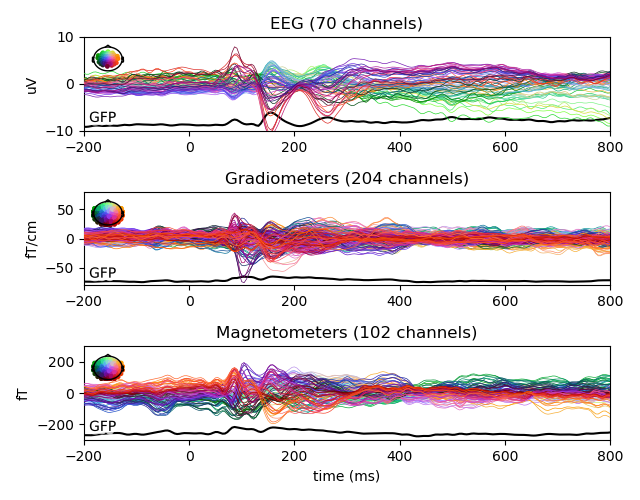 EEG (70 channels)
10
0
−10
uV
GFP
−200 0 200 400 600 800
Gradiometers (204 channels)
50
0
−50
fT/cm
GFP
−200 0 200 400 600 800
Magnetometers (102 channels)
200
0
−200
fT
GFP
−200 0 200 400 600 800
time (ms)